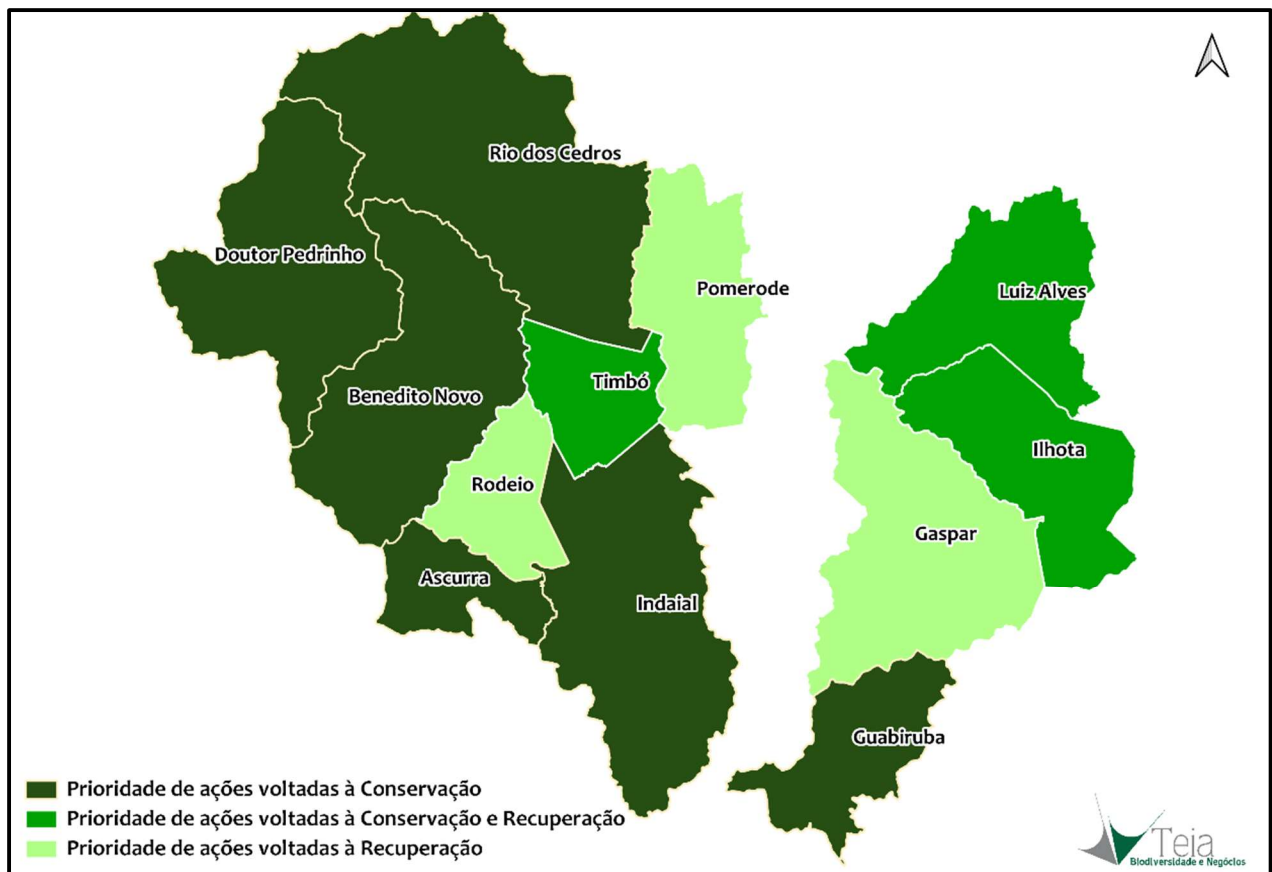 Rio dos Cedros
Doutor Pedrinho
Pomerode
Luiz Alves
Timbó
Benedito Novo
Ilhota
Rodeio
Gaspar
Ascurra
Indaial
Guabiruba
Prioridade de ações voltadas à Conservação
Prioridade de ações voltadas à Conservação e Recuperação
Prioridade de ações voltadas à Recuperação
Teia
Biodiversidade e Negócios